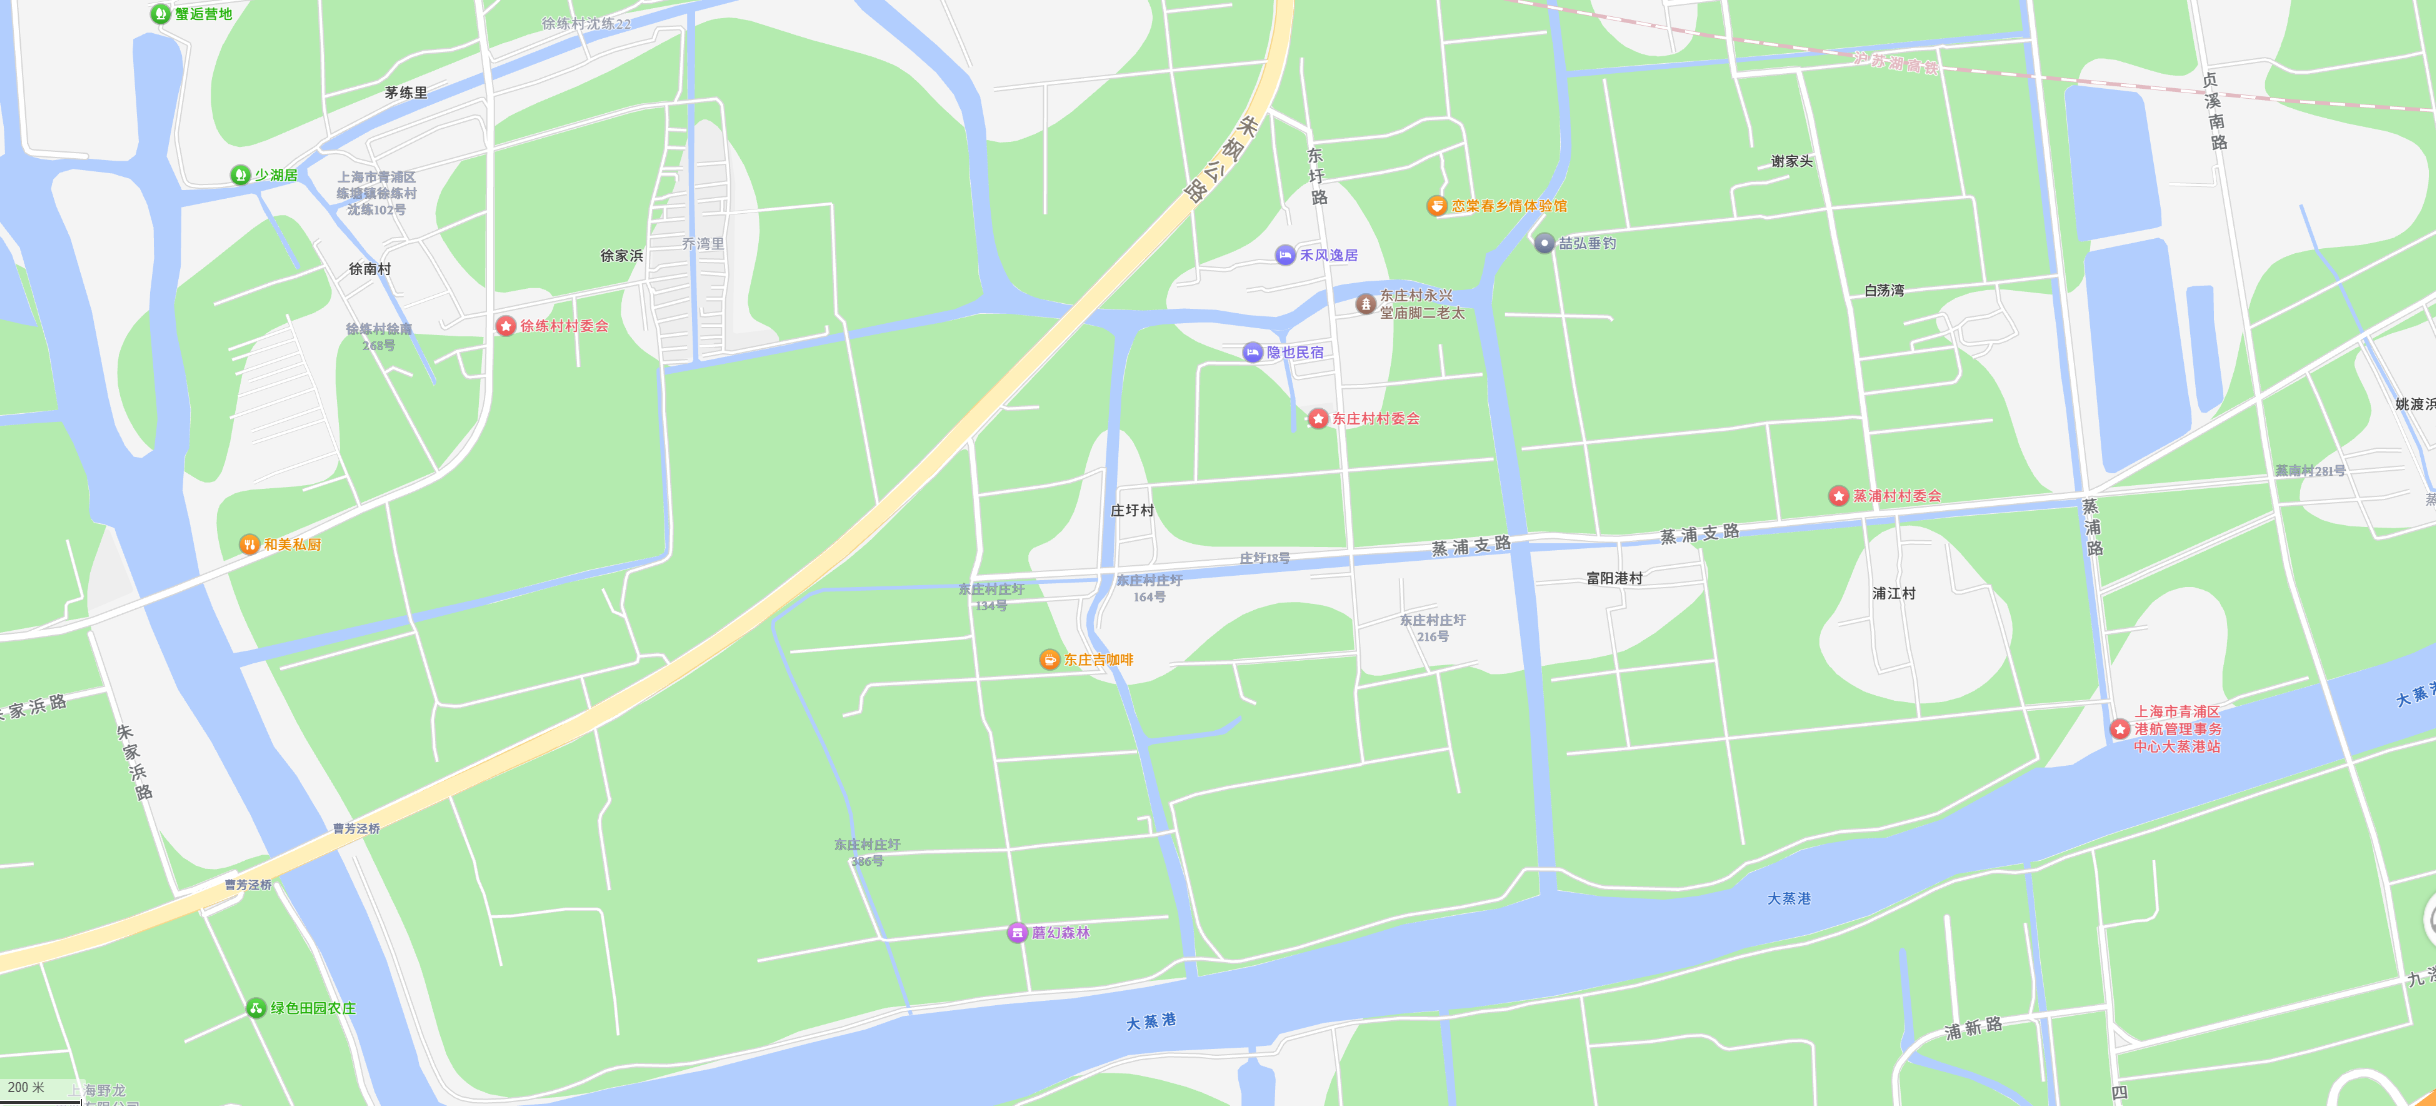 蟹逅营地
徐练村沈练22
沪苏湖高铁
茅练里
贞溪南路
朱枫公路
东圩路
谢家头
少湖居
上海市青浦区
练塘镇徐练村
沈练102号
恋棠春乡情体验馆
喆弘垂钓
乔湾里
徐家浜
禾风逸居
徐南村
白荡湾
东庄村永兴
堂庙脚二老太
徐练村村委会
徐练村徐南
268号
隐也民宿
姚渡浜
东庄村村委会
蒸南村281号
蒸浦村村委会
庄圩村
蒸浦路
蒸浦支路
蒸浦支路
和美私厨
庄圩18号
富阳港村
东庄村庄圩
164号
东庄村庄圩
134号
浦江村
东庄村庄圩
216号
东庄吉咖啡
大蒸港
朱家浜路
家浜路
上海市青浦区
港航管理事务
中心大蒸港站
曹芳泾桥
东庄村庄圩
386号
曹芳泾桥
大蒸港
蘑幻森林
九
绿色田园农庄
大蒸港
浦新路
200 米
上海野龙
四